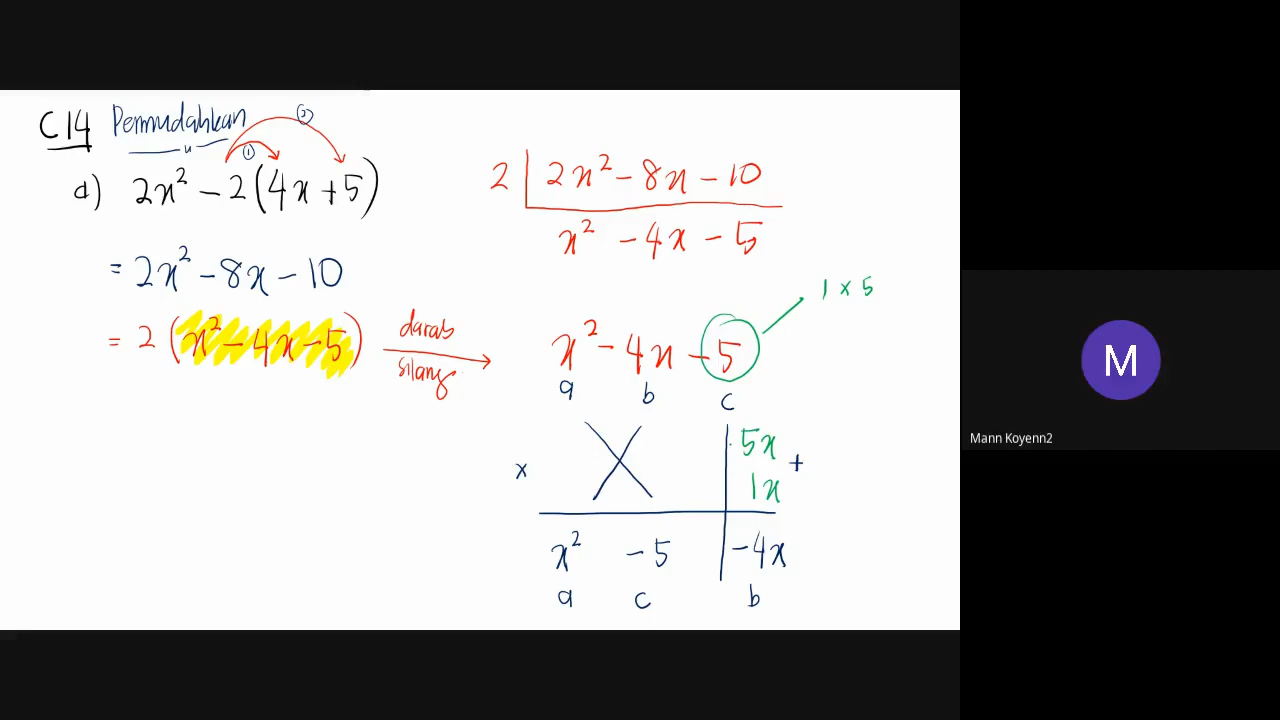 C14 Permudahkan
① ②
a) 2x² − 2(4x + 5)
= 2x² − 8x − 10
= 2 (x² − 4x − 5)
darab
silang
2 | 2x² − 8x − 10
x² − 4x − 5
1 × 5
x² − 4x − 5
a b c
5x
× +
1x
x² − 5 − 4x
a c b
M
Mann Koyenn2